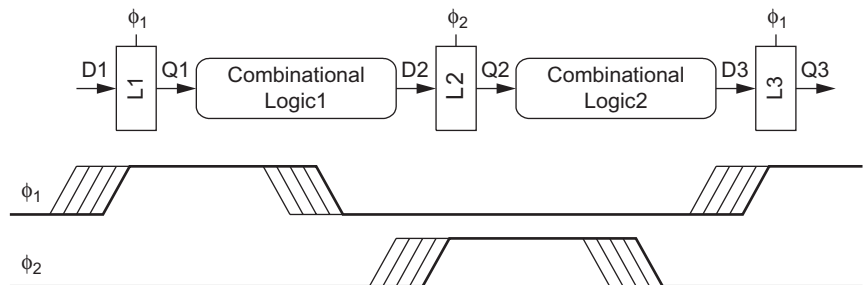 ϕ1 ϕ2 ϕ1
D1 L1 Q1 Combinational Logic1 D2 L2 Q2 Combinational Logic2 D3 L3 Q3
ϕ1
ϕ2